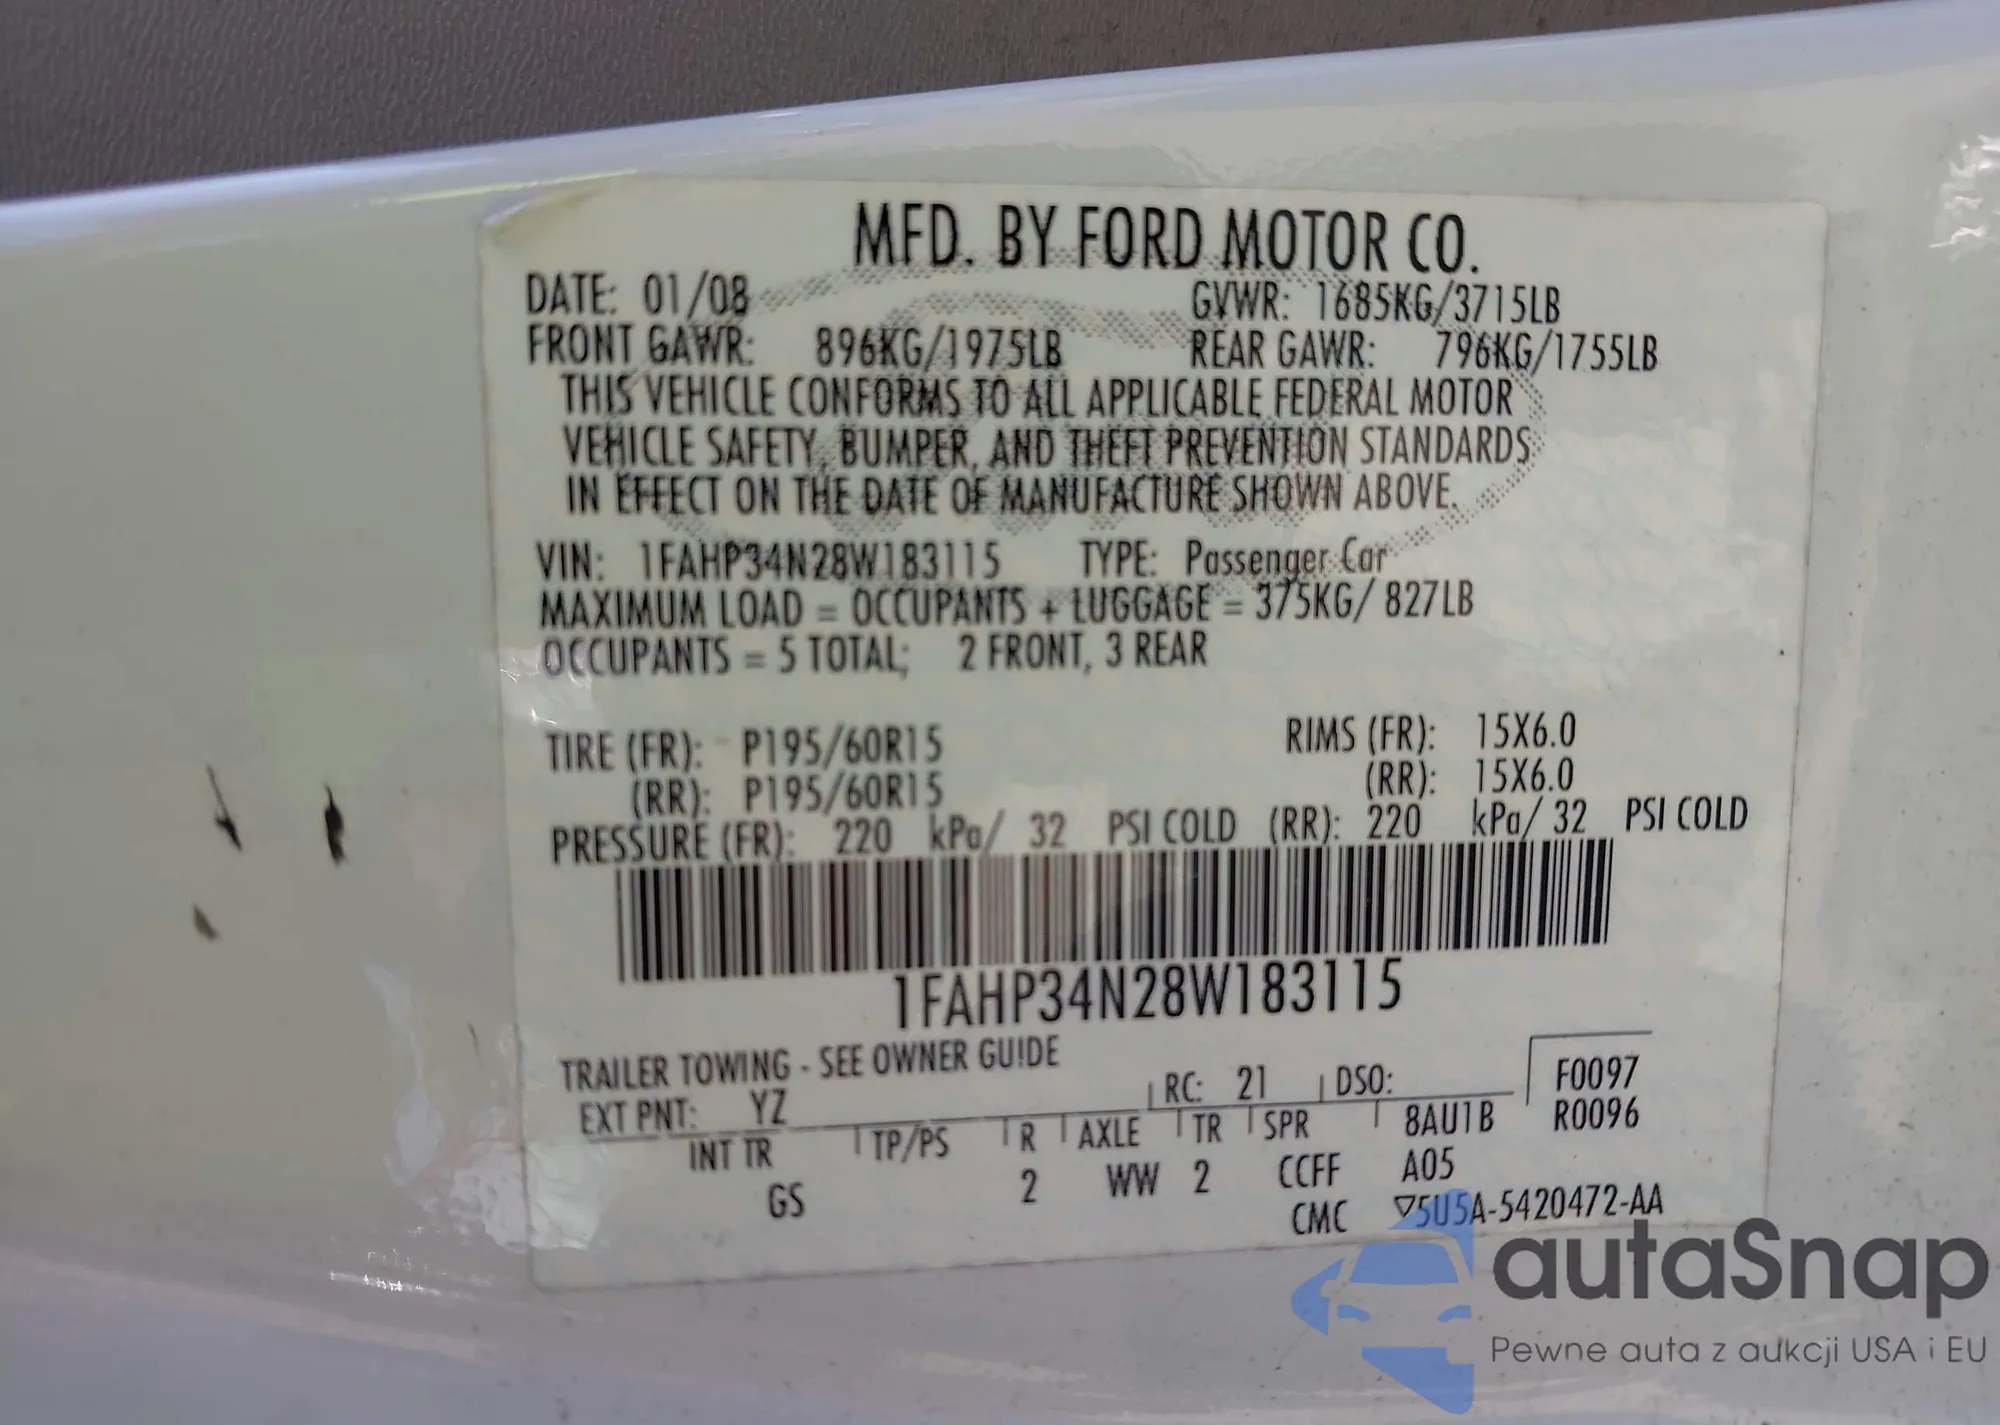 MFD. BY FORD MOTOR CO.
DATE: 01/08 GVWR: 1685KG/3715LB
FRONT GAWR: 896KG/1975LB REAR GAWR: 796KG/1755LB
THIS VEHICLE CONFORMS TO ALL APPLICABLE FEDERAL MOTOR
VEHICLE SAFETY, BUMPER, AND THEFT PREVENTION STANDARDS
IN EFFECT ON THE DATE OF MANUFACTURE SHOWN ABOVE.
VIN: 1FAHP34N28W183115 TYPE: Passenger Car
MAXIMUM LOAD = OCCUPANTS + LUGGAGE = 375KG/ 827LB
OCCUPANTS = 5 TOTAL; 2 FRONT, 3 REAR
TIRE (FR): P195/60R15 RIMS (FR): 15X6.0
(RR): P195/60R15 (RR): 15X6.0
PRESSURE (FR): 220 kPa/ 32 PSI COLD (RR): 220 kPa/ 32 PSI COLD
1FAHP34N28W183115
TRAILER TOWING - SEE OWNER GUIDE
EXT PNT: YZ RC: 21 DSO: F0097
INT TR TP/PS R AXLE TR SPR 8AU1B R0096
GS 2 WW 2 CCFF A05
CMC ▽5U5A-5420472-AA
autaSnap
Pewne auta z aukcji USA i EU